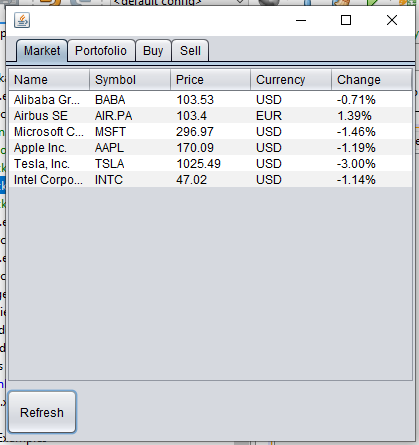 <default config>
Market Portofolio Buy Sell
Name Symbol Price Currency Change
Alibaba Gr... BABA 103.53 USD -0.71%
Airbus SE AIR.PA 103.4 EUR 1.39%
Microsoft C... MSFT 296.97 USD -1.46%
Apple Inc. AAPL 170.09 USD -1.19%
Tesla, Inc. TSLA 1025.49 USD -3.00%
Intel Corpo... INTC 47.02 USD -1.14%
Refresh